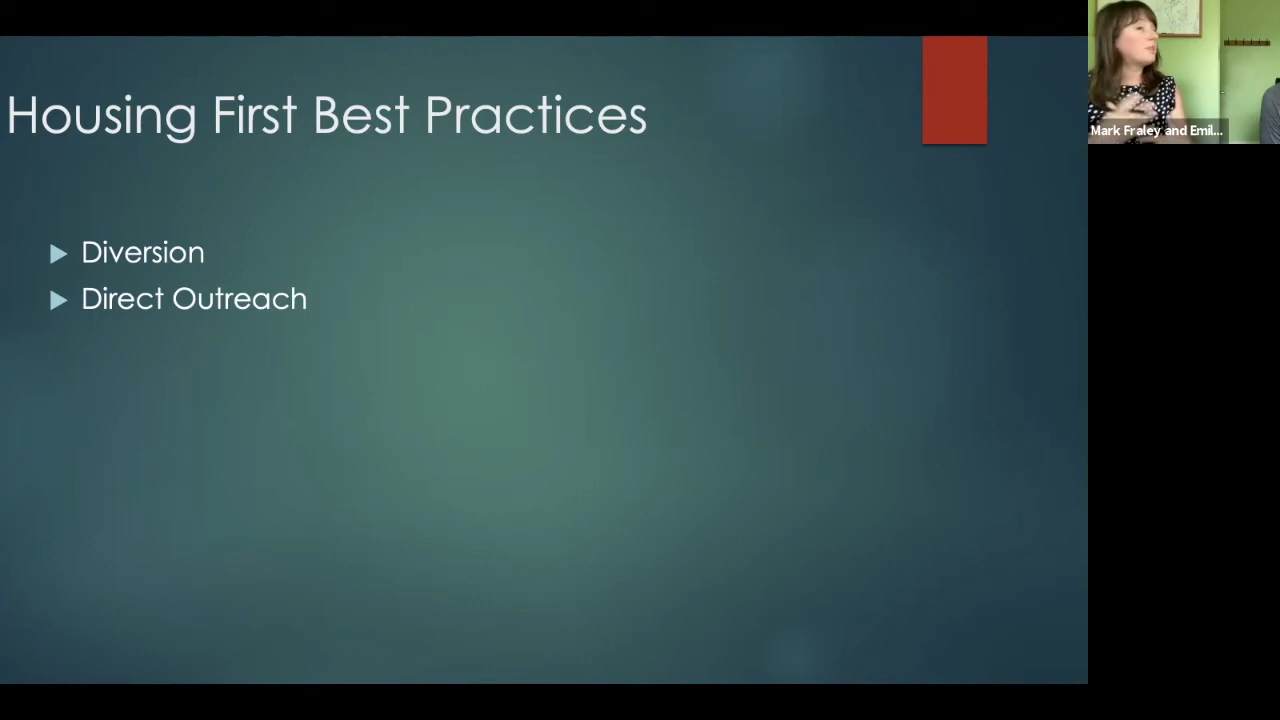 Housing First Best Practices
Diversion
Direct Outreach
Mark Fraley and Emil...